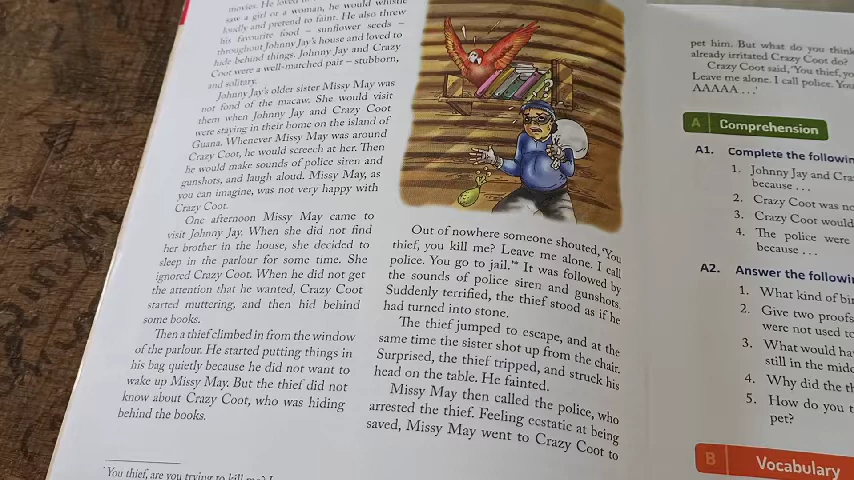 movies. He loved
saw a girl or a woman, he would whistle
loudly and pretend to faint. He also threw
his favourite food – sunflower seeds –
throughout Johnny Jay's house and loved to
hide behind things. Johnny Jay and Crazy
Coot were a well-matched pair – stubborn,
and solitary.
Johnny Jay's older sister Missy May was
not fond of the macaw. She would visit
them when Johnny Jay and Crazy Coot
were staying in their home on the island of
Guana. Whenever Missy May was around
Crazy Coot, he would screech at her. Then
he would make sounds of police siren and
gunshots, and laugh aloud. Missy May, as
you can imagine, was not very happy with
Crazy Coot.
One afternoon Missy May came to
visit Johnny Jay. When she did not find
her brother in the house, she decided to
sleep in the parlour for some time. She
ignored Crazy Coot. When he did not get
the attention that he wanted, Crazy Coot
started muttering, and then hid behind
some books.
Then a thief climbed in from the window
of the parlour. He started putting things in
his bag quietly because he did not want to
wake up Missy May. But the thief did not
know about Crazy Coot, who was hiding
behind the books.
'You thief, are you trying to kill me? I
Out of nowhere someone shouted, 'You
thief, you kill me? Leave me alone. I call
police. You go to jail.'* It was followed by
the sounds of police siren and gunshots.
Suddenly terrified, the thief stood as if he
had turned into stone.
The thief jumped to escape, and at the
same time the sister shot up from the chair.
Surprised, the thief tripped, and struck his
head on the table. He fainted.
Missy May then called the police, who
arrested the thief. Feeling ecstatic at being
saved, Missy May went to Crazy Coot to
pet him. But what do you think
already irritated Crazy Coot do?
Crazy Coot said, 'You thief, yo
Leave me alone. I call police. You
AAAAA ...'
A Comprehension
A1. Complete the followin
1. Johnny Jay and Cra
because ...
2. Crazy Coot was no
3. Crazy Coot would
4. The police were
because ...
A2. Answer the followin
1. What kind of bir
2. Give two proofs
were not used to
3. What would ha
still in the midd
4. Why did the th
5. How do you t
pet?
B Vocabulary